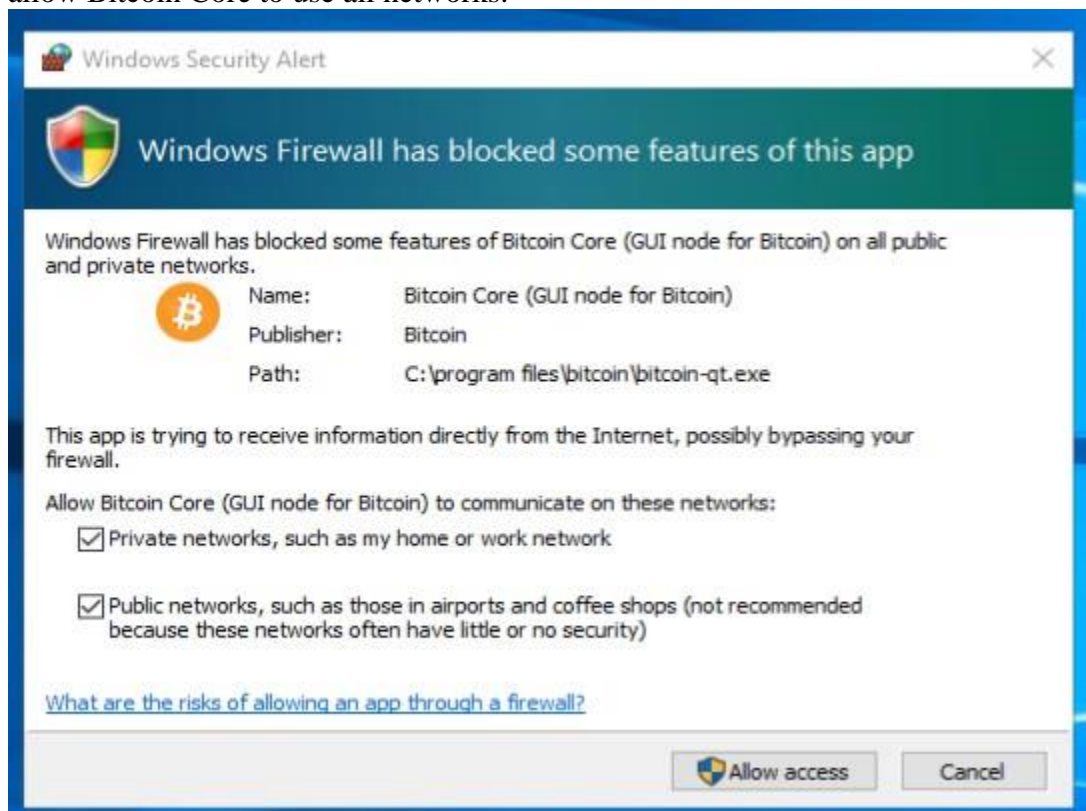 allow Bitcoin Core to use all networks.
Windows Security Alert
Windows Firewall has blocked some features of this app
Windows Firewall has blocked some features of Bitcoin Core (GUI node for Bitcoin) on all public
and private networks.
Name: Bitcoin Core (GUI node for Bitcoin)
Publisher: Bitcoin
Path: C:\program files\bitcoin\bitcoin-qt.exe
This app is trying to receive information directly from the Internet, possibly bypassing your
firewall.
Allow Bitcoin Core (GUI node for Bitcoin) to communicate on these networks:
Private networks, such as my home or work network
Public networks, such as those in airports and coffee shops (not recommended
because these networks often have little or no security)
What are the risks of allowing an app through a firewall?
Allow access Cancel